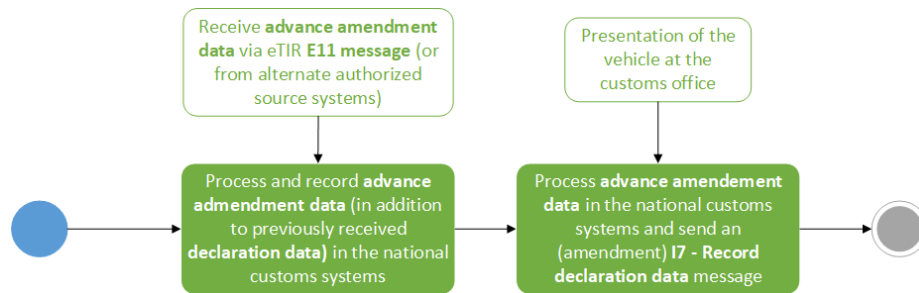 Receive advance amendment
data via eTIR E11 message (or
from alternate authorized
source systems)
Presentation of the
vehicle at the
customs office
Process and record advance
admendment data (in addition
to previously received
declaration data) in the national
customs systems
Process advance amendement
data in the national customs
systems and send an
(amendment) I7 - Record
declaration data message